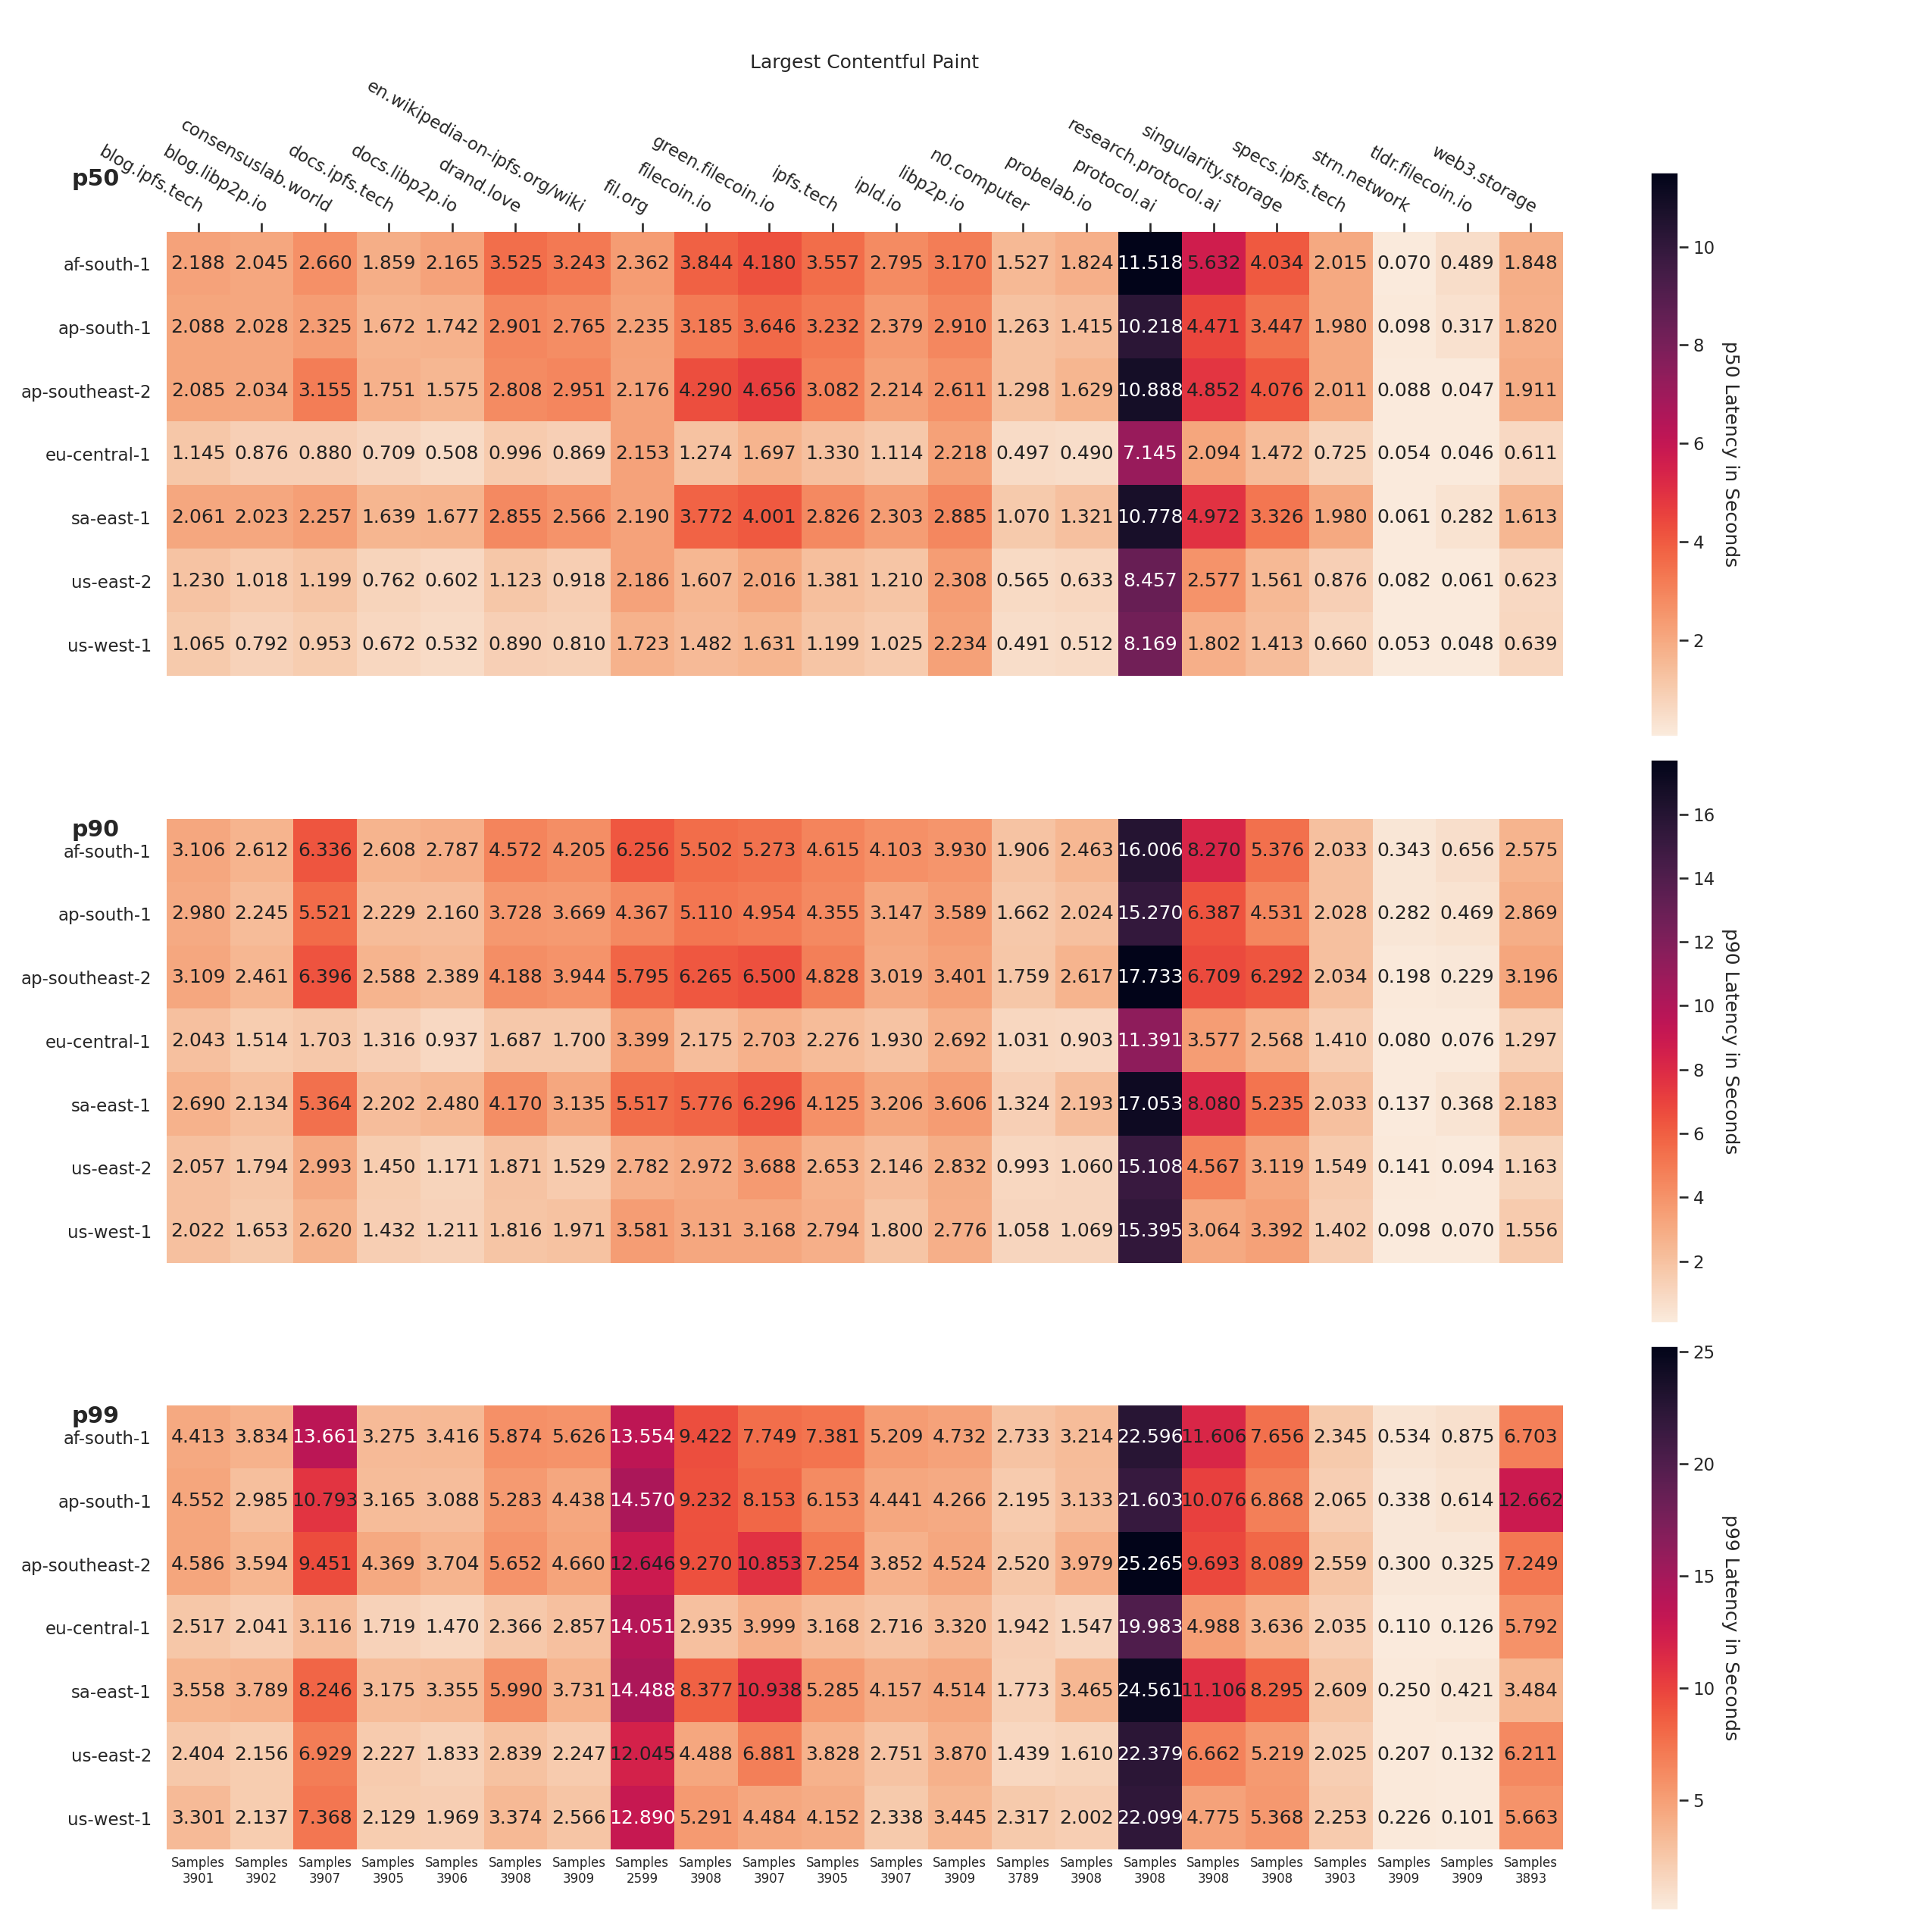 Largest Contentful Paint
blog.ipfs.tech
blog.libp2p.io
consensuslab.world
docs.ipfs.tech
docs.libp2p.io
drand.love
en.wikipedia-on-ipfs.org/wiki
fil.org
filecoin.io
green.filecoin.io
ipfs.tech
ipld.io
libp2p.io
n0.computer
probelab.io
protocol.ai
research.protocol.ai
singularity.storage
specs.ipfs.tech
strn.network
tldr.filecoin.io
web3.storage
p50
af-south-1 2.188 2.045 2.660 1.859 2.165 3.525 3.243 2.362 3.844 4.180 3.557 2.795 3.170 1.527 1.824 11.518 5.632 4.034 2.015 0.070 0.489 1.848
ap-south-1 2.088 2.028 2.325 1.672 1.742 2.901 2.765 2.235 3.185 3.646 3.232 2.379 2.910 1.263 1.415 10.218 4.471 3.447 1.980 0.098 0.317 1.820
ap-southeast-2 2.085 2.034 3.155 1.751 1.575 2.808 2.951 2.176 4.290 4.656 3.082 2.214 2.611 1.298 1.629 10.888 4.852 4.076 2.011 0.088 0.047 1.911
eu-central-1 1.145 0.876 0.880 0.709 0.508 0.996 0.869 2.153 1.274 1.697 1.330 1.114 2.218 0.497 0.490 7.145 2.094 1.472 0.725 0.054 0.046 0.611
sa-east-1 2.061 2.023 2.257 1.639 1.677 2.855 2.566 2.190 3.772 4.001 2.826 2.303 2.885 1.070 1.321 10.778 4.972 3.326 1.980 0.061 0.282 1.613
us-east-2 1.230 1.018 1.199 0.762 0.602 1.123 0.918 2.186 1.607 2.016 1.381 1.210 2.308 0.565 0.633 8.457 2.577 1.561 0.876 0.082 0.061 0.623
us-west-1 1.065 0.792 0.953 0.672 0.532 0.890 0.810 1.723 1.482 1.631 1.199 1.025 2.234 0.491 0.512 8.169 1.802 1.413 0.660 0.053 0.048 0.639
10
8
6
4
2
p50 Latency in Seconds
p90
af-south-1 3.106 2.612 6.336 2.608 2.787 4.572 4.205 6.256 5.502 5.273 4.615 4.103 3.930 1.906 2.463 16.006 8.270 5.376 2.033 0.343 0.656 2.575
ap-south-1 2.980 2.245 5.521 2.229 2.160 3.728 3.669 4.367 5.110 4.954 4.355 3.147 3.589 1.662 2.024 15.270 6.387 4.531 2.028 0.282 0.469 2.869
ap-southeast-2 3.109 2.461 6.396 2.588 2.389 4.188 3.944 5.795 6.265 6.500 4.828 3.019 3.401 1.759 2.617 17.733 6.709 6.292 2.034 0.198 0.229 3.196
eu-central-1 2.043 1.514 1.703 1.316 0.937 1.687 1.700 3.399 2.175 2.703 2.276 1.930 2.692 1.031 0.903 11.391 3.577 2.568 1.410 0.080 0.076 1.297
sa-east-1 2.690 2.134 5.364 2.202 2.480 4.170 3.135 5.517 5.776 6.296 4.125 3.206 3.606 1.324 2.193 17.053 8.080 5.235 2.033 0.137 0.368 2.183
us-east-2 2.057 1.794 2.993 1.450 1.171 1.871 1.529 2.782 2.972 3.688 2.653 2.146 2.832 0.993 1.060 15.108 4.567 3.119 1.549 0.141 0.094 1.163
us-west-1 2.022 1.653 2.620 1.432 1.211 1.816 1.971 3.581 3.131 3.168 2.794 1.800 2.776 1.058 1.069 15.395 3.064 3.392 1.402 0.098 0.070 1.556
16
14
12
10
8
6
4
2
p90 Latency in Seconds
p99
af-south-1 4.413 3.834 13.661 3.275 3.416 5.874 5.626 13.554 9.422 7.749 7.381 5.209 4.732 2.733 3.214 22.596 11.606 7.656 2.345 0.534 0.875 6.703
ap-south-1 4.552 2.985 10.793 3.165 3.088 5.283 4.438 14.570 9.232 8.153 6.153 4.441 4.266 2.195 3.133 21.603 10.076 6.868 2.065 0.338 0.614 12.662
ap-southeast-2 4.586 3.594 9.451 4.369 3.704 5.652 4.660 12.646 9.270 10.853 7.254 3.852 4.524 2.520 3.979 25.265 9.693 8.089 2.559 0.300 0.325 7.249
eu-central-1 2.517 2.041 3.116 1.719 1.470 2.366 2.857 14.051 2.935 3.999 3.168 2.716 3.320 1.942 1.547 19.983 4.988 3.636 2.035 0.110 0.126 5.792
sa-east-1 3.558 3.789 8.246 3.175 3.355 5.990 3.731 14.488 8.377 10.938 5.285 4.157 4.514 1.773 3.465 24.561 11.106 8.295 2.609 0.250 0.421 3.484
us-east-2 2.404 2.156 6.929 2.227 1.833 2.839 2.247 12.045 4.488 6.881 3.828 2.751 3.870 1.439 1.610 22.379 6.662 5.219 2.025 0.207 0.132 6.211
us-west-1 3.301 2.137 7.368 2.129 1.969 3.374 2.566 12.890 5.291 4.484 4.152 2.338 3.445 2.317 2.002 22.099 4.775 5.368 2.253 0.226 0.101 5.663
Samples Samples Samples Samples Samples Samples Samples Samples Samples Samples Samples Samples Samples Samples Samples Samples Samples Samples Samples Samples Samples Samples
3901 3902 3907 3905 3906 3908 3909 2599 3908 3907 3905 3907 3909 3789 3908 3908 3908 3908 3903 3909 3909 3893
25
20
15
10
5
p99 Latency in Seconds